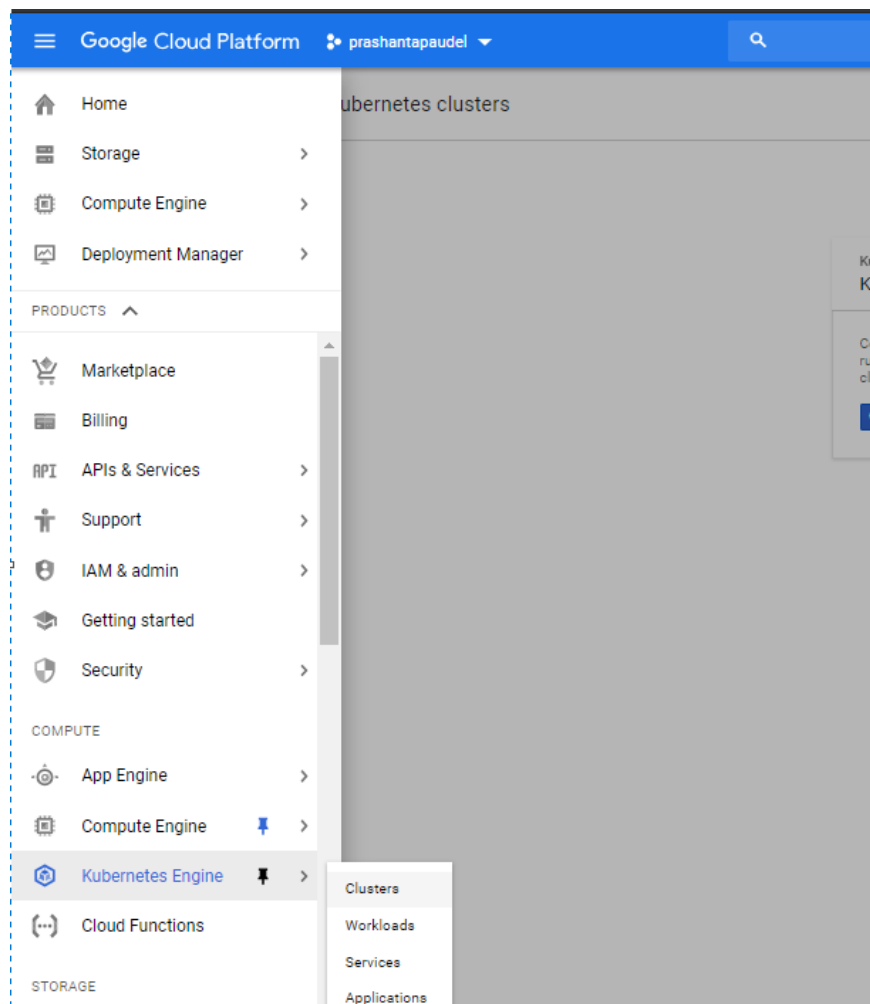 Google Cloud Platform
prashantapaudel
Home
ubernetes clusters
Storage
Compute Engine
Deployment Manager
PRODUCTS
Marketplace
Billing
API
APIs & Services
Support
IAM & admin
Getting started
Security
COMPUTE
App Engine
Compute Engine
Kubernetes Engine
Cloud Functions
STORAGE
Clusters
Workloads
Services
Applications